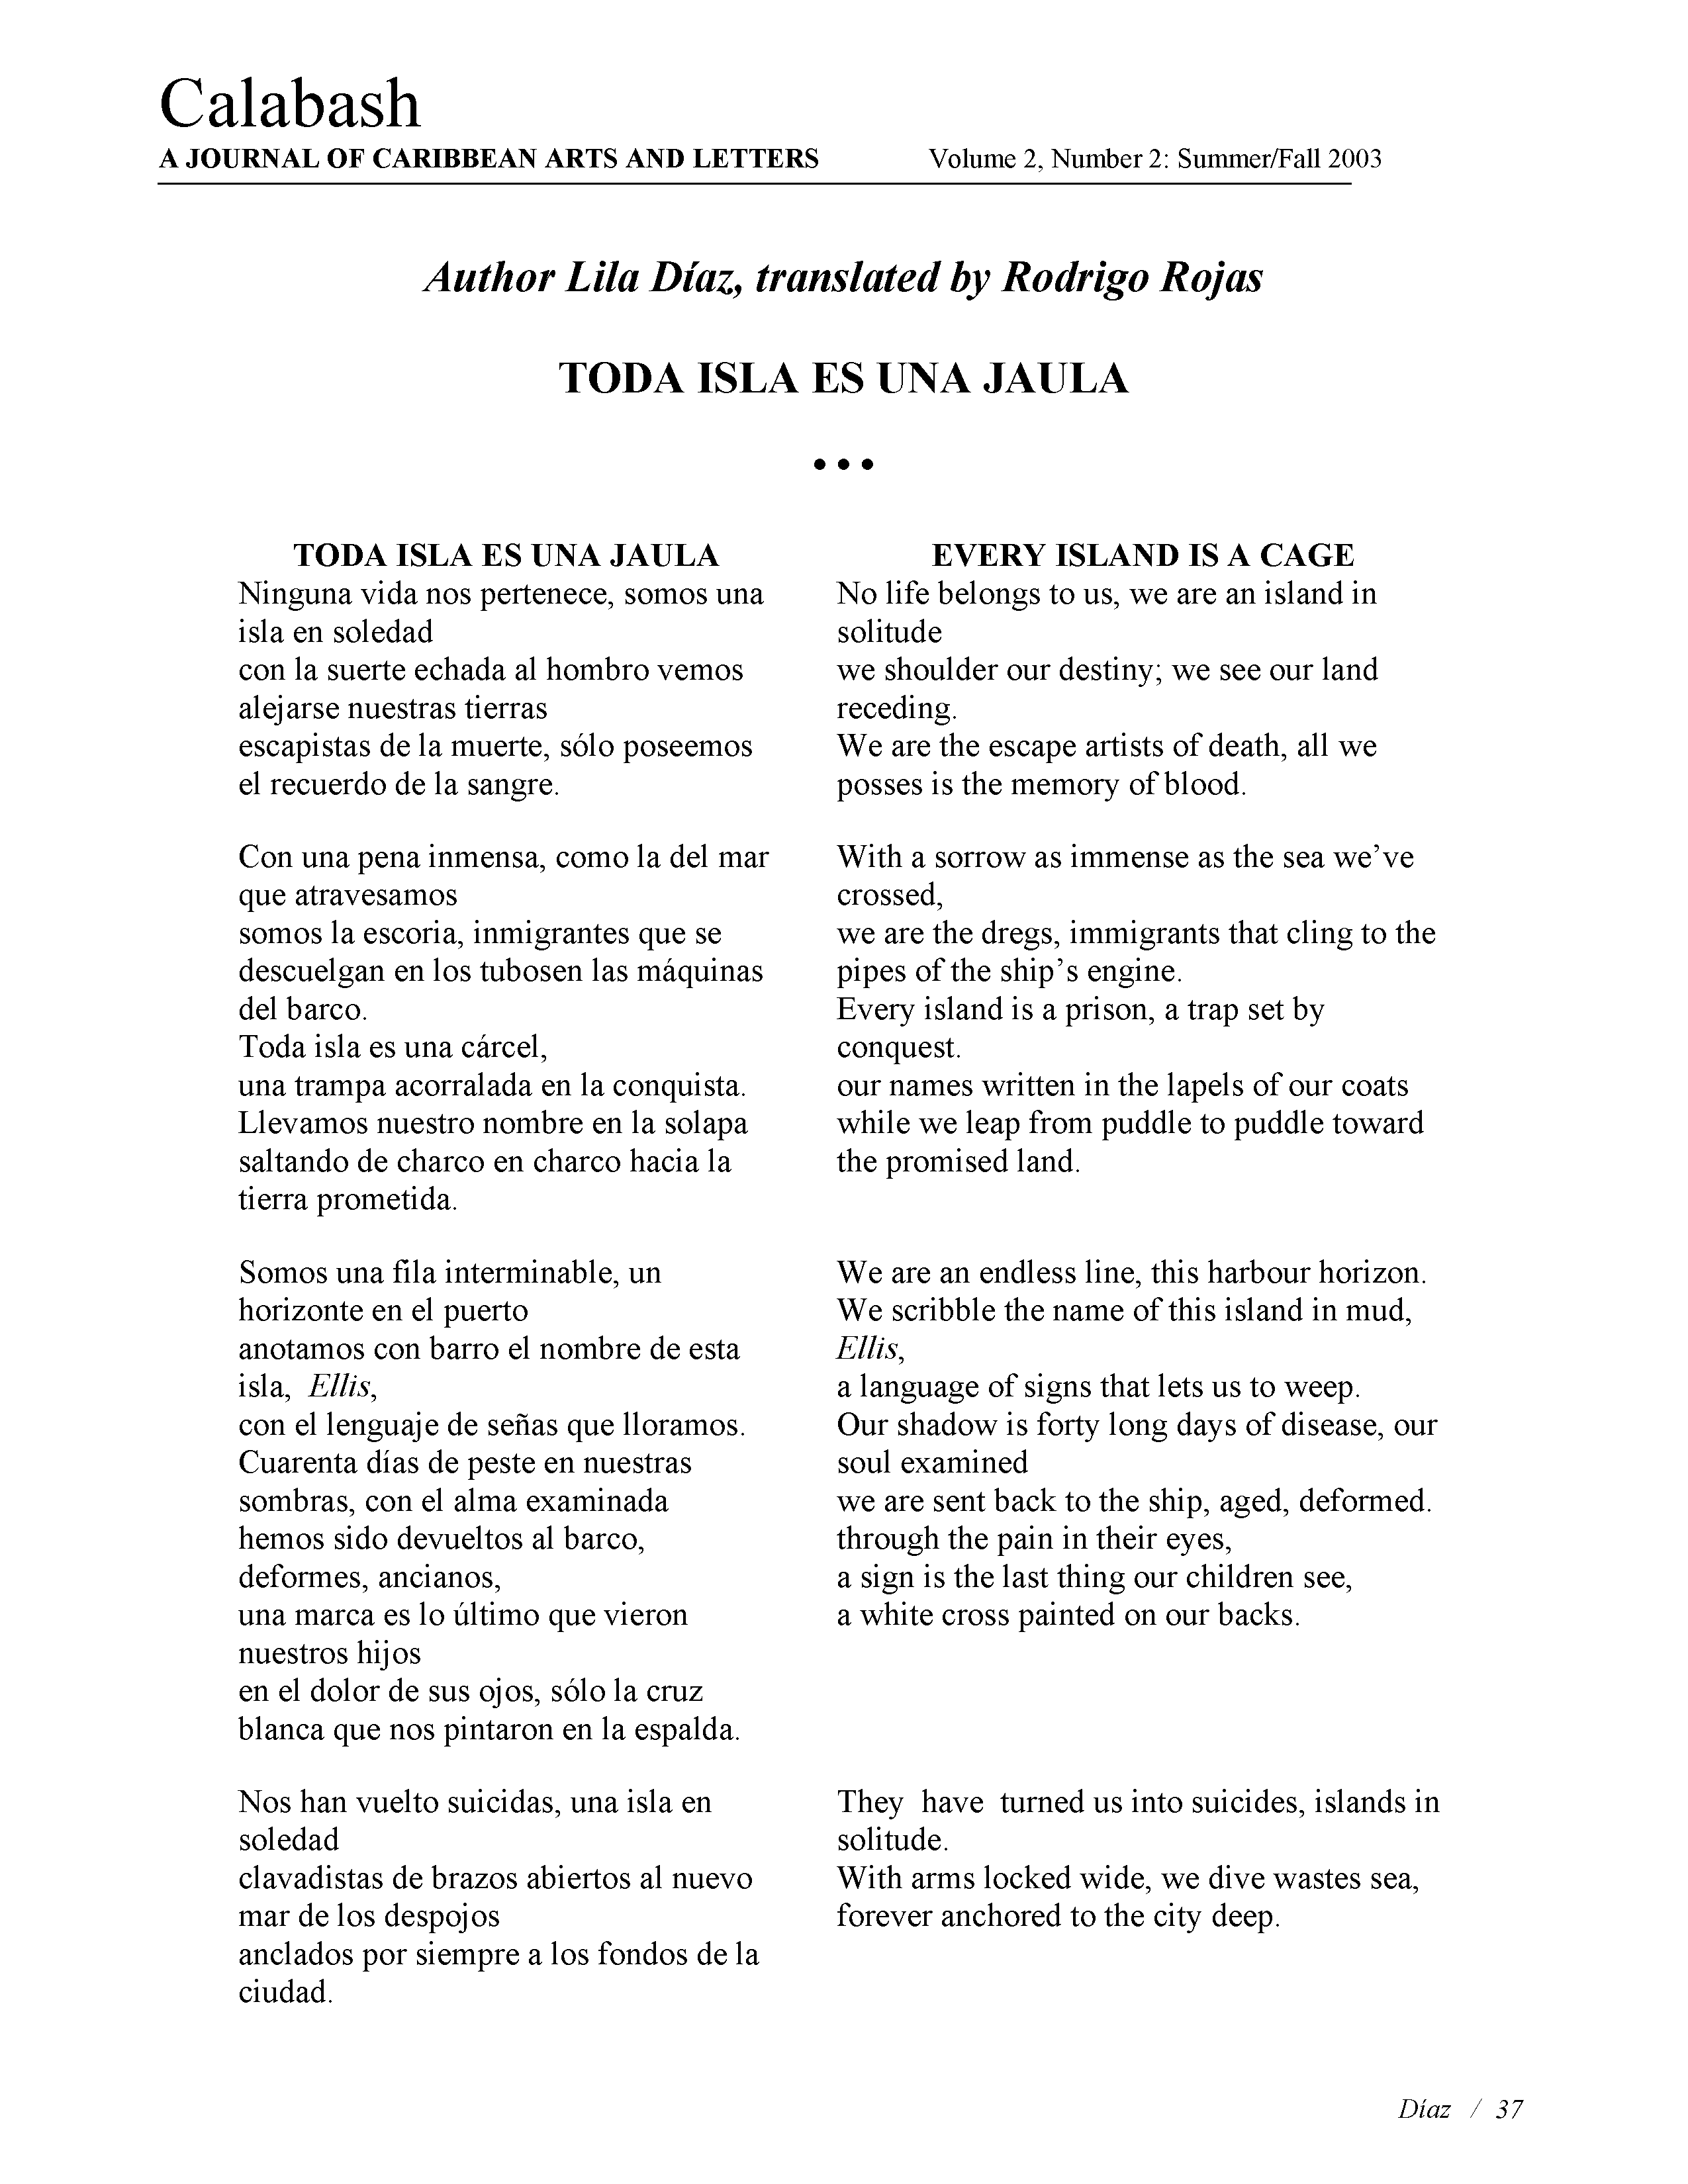 Calabash
A JOURNAL OF CARIBBEAN ARTS AND LETTERS Volume 2, Number 2: Summer/Fall 2003
Author Lila Díaz, translated by Rodrigo Rojas
TODA ISLA ES UNA JAULA
• • •
TODA ISLA ES UNA JAULA
Ninguna vida nos pertenece, somos una
isla en soledad
con la suerte echada al hombro vemos
alejarse nuestras tierras
escapistas de la muerte, sólo poseemos
el recuerdo de la sangre.

Con una pena inmensa, como la del mar
que atravesamos
somos la escoria, inmigrantes que se
descuelgan en los tubosen las máquinas
del barco.
Toda isla es una cárcel,
una trampa acorralada en la conquista.
Llevamos nuestro nombre en la solapa
saltando de charco en charco hacia la
tierra prometida.

Somos una fila interminable, un
horizonte en el puerto
anotamos con barro el nombre de esta
isla, Ellis,
con el lenguaje de señas que lloramos.
Cuarenta días de peste en nuestras
sombras, con el alma examinada
hemos sido devueltos al barco,
deformes, ancianos,
una marca es lo último que vieron
nuestros hijos
en el dolor de sus ojos, sólo la cruz
blanca que nos pintaron en la espalda.

Nos han vuelto suicidas, una isla en
soledad
clavadistas de brazos abiertos al nuevo
mar de los despojos
anclados por siempre a los fondos de la
ciudad.

EVERY ISLAND IS A CAGE
No life belongs to us, we are an island in
solitude
we shoulder our destiny; we see our land
receding.
We are the escape artists of death, all we
posses is the memory of blood.

With a sorrow as immense as the sea we've
crossed,
we are the dregs, immigrants that cling to the
pipes of the ship's engine.
Every island is a prison, a trap set by
conquest.
our names written in the lapels of our coats
while we leap from puddle to puddle toward
the promised land.

We are an endless line, this harbour horizon.
We scribble the name of this island in mud,
Ellis,
a language of signs that lets us to weep.
Our shadow is forty long days of disease, our
soul examined
we are sent back to the ship, aged, deformed.
through the pain in their eyes,
a sign is the last thing our children see,
a white cross painted on our backs.

They have turned us into suicides, islands in
solitude.
With arms locked wide, we dive wastes sea,
forever anchored to the city deep.

Díaz / 37